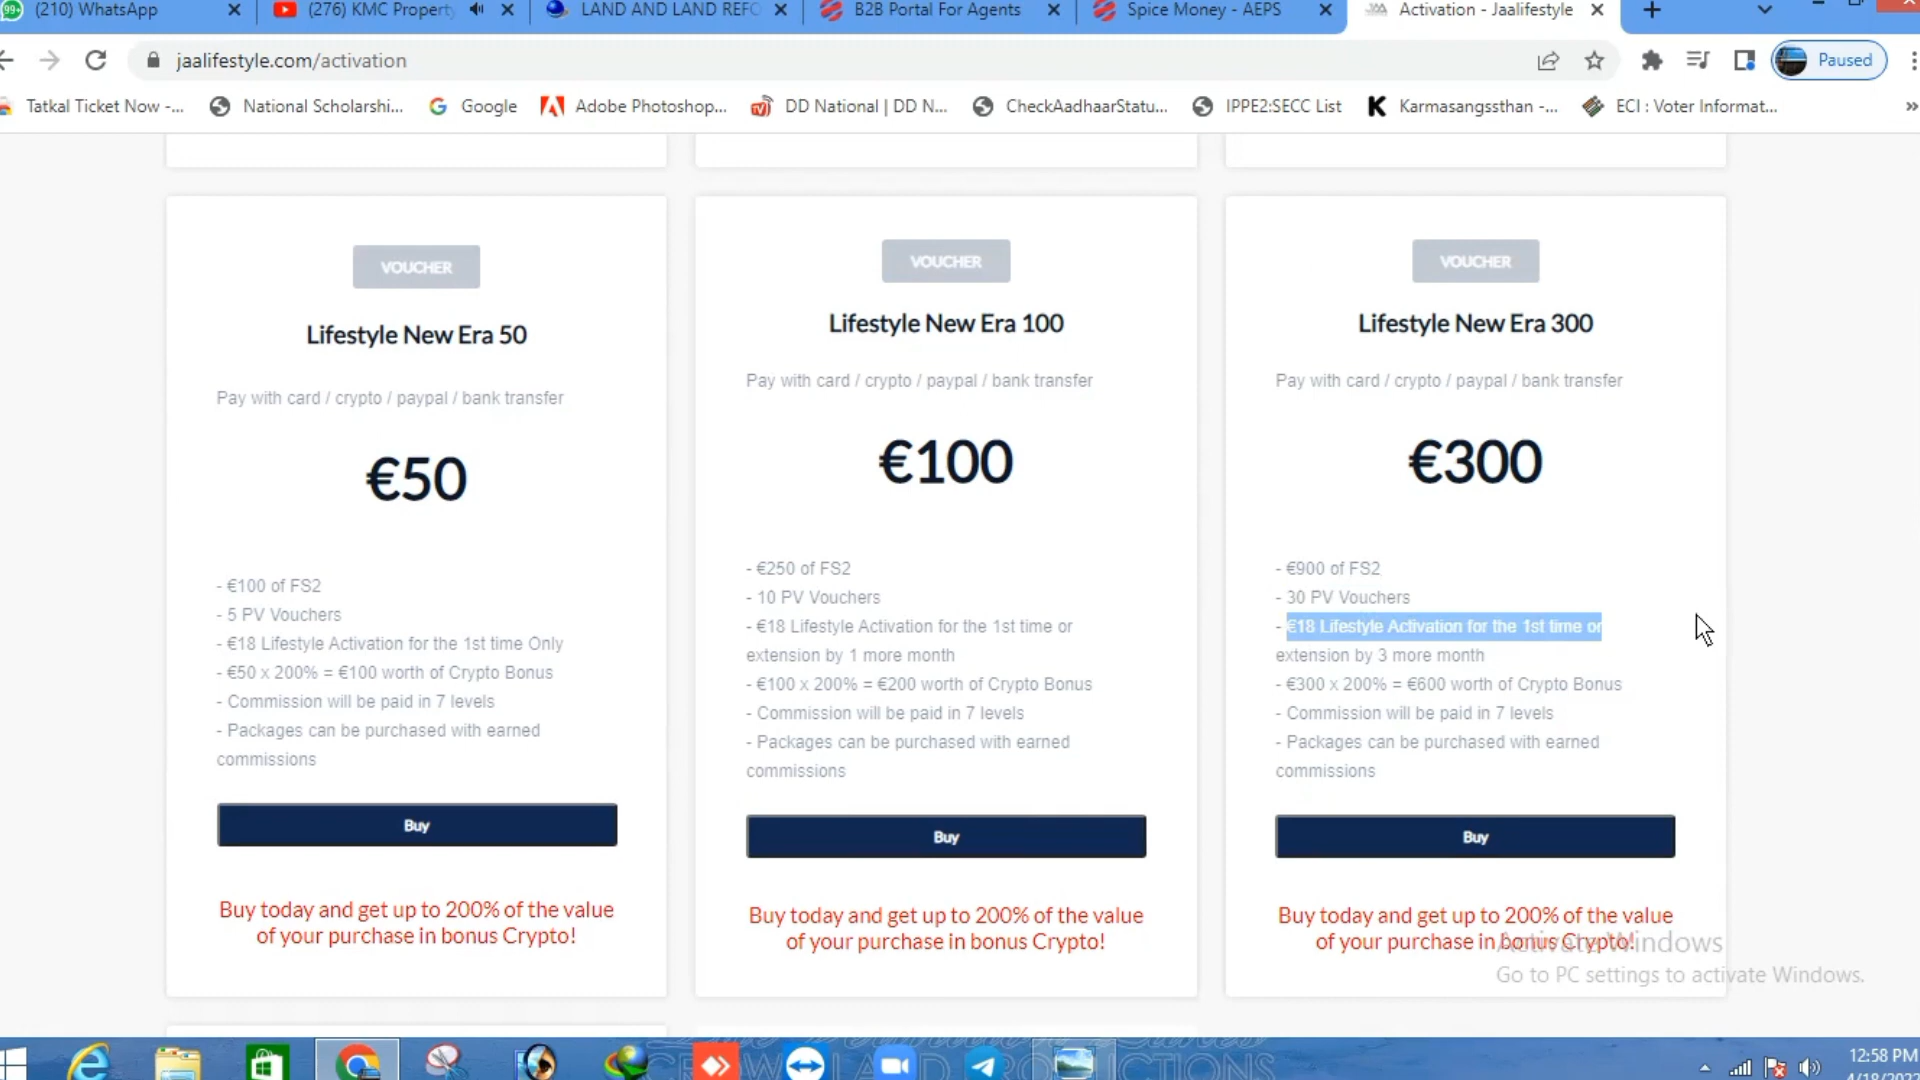 (210) WhatsApp
(276) KMC Property
LAND AND LAND REFO
B2B Portal For Agents
Spice Money - AEPS
Activation - Jaalifestyle
jaalifestyle.com/activation
Paused
Tatkal Ticket Now -...
National Scholarshi...
Google
Adobe Photoshop...
DD National | DD N...
CheckAadhaarStatu...
IPPE2:SECC List
Karmasangssthan -...
ECI : Voter Informat...
VOUCHER
Lifestyle New Era 50
Pay with card / crypto / paypal / bank transfer
€50
- €100 of FS2
- 5 PV Vouchers
- €18 Lifestyle Activation for the 1st time Only
- €50 x 200% = €100 worth of Crypto Bonus
- Commission will be paid in 7 levels
- Packages can be purchased with earned
commissions
Buy
Buy today and get up to 200% of the value
of your purchase in bonus Crypto!
VOUCHER
Lifestyle New Era 100
Pay with card / crypto / paypal / bank transfer
€100
- €250 of FS2
- 10 PV Vouchers
- €18 Lifestyle Activation for the 1st time or
extension by 1 more month
- €100 x 200% = €200 worth of Crypto Bonus
- Commission will be paid in 7 levels
- Packages can be purchased with earned
commissions
Buy
Buy today and get up to 200% of the value
of your purchase in bonus Crypto!
VOUCHER
Lifestyle New Era 300
Pay with card / crypto / paypal / bank transfer
€300
- €900 of FS2
- 30 PV Vouchers
- €18 Lifestyle Activation for the 1st time or
extension by 3 more month
- €300 x 200% = €600 worth of Crypto Bonus
- Commission will be paid in 7 levels
- Packages can be purchased with earned
commissions
Buy
Buy today and get up to 200% of the value
of your purchase in bonus Crypto!
Activate Windows
Go to PC settings to activate Windows.
12:58 PM